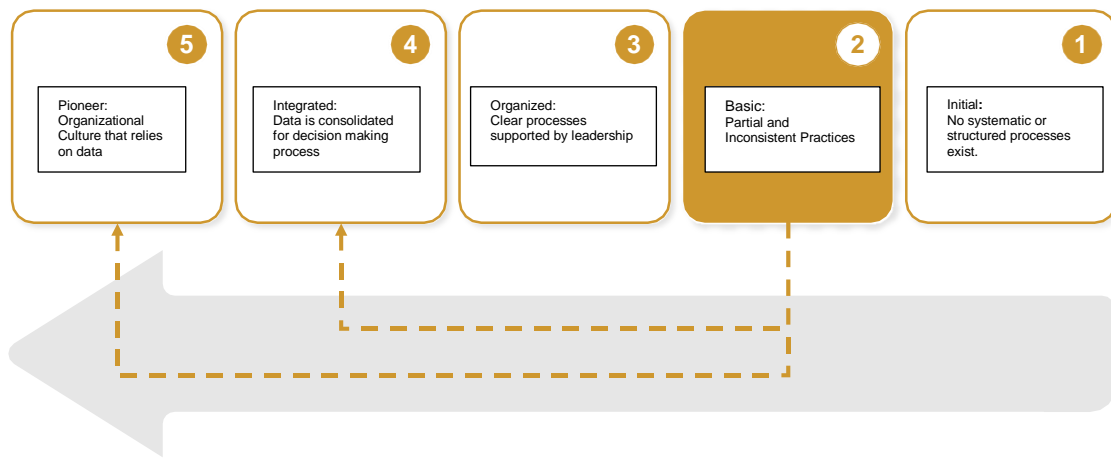 5
Pioneer:
Organizational
Culture that relies
on data
4
Integrated:
Data is consolidated
for decision making
process
3
Organized:
Clear processes
supported by leadership
2
Basic:
Partial and
Inconsistent Practices
1
Initial:
No systematic or
structured processes
exist.